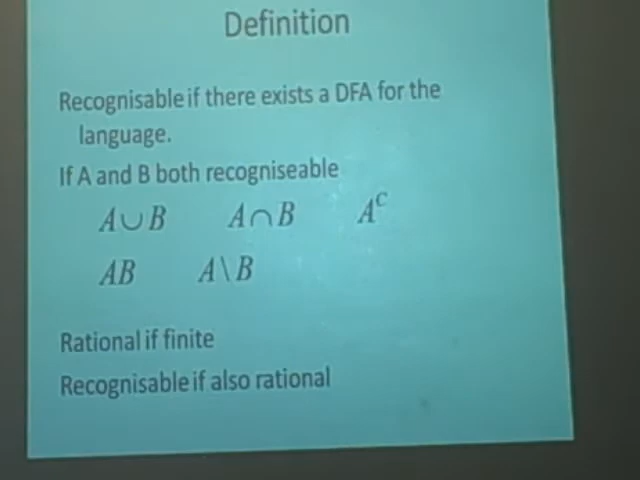 Definition
Recognisable if there exists a DFA for the
language.
If A and B both recogniseable
A∪B A∩B Aᶜ
AB A\B
Rational if finite
Recognisable if also rational